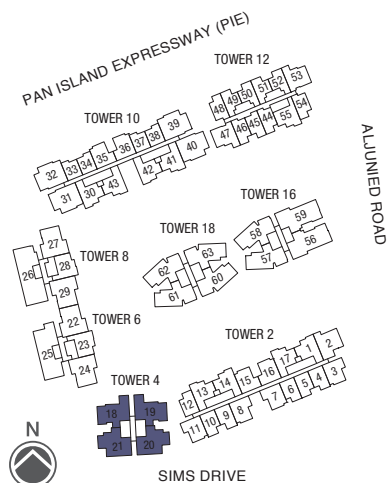 PAN ISLAND EXPRESSWAY (PIE)
TOWER 12
48 49 50 51 52 53
47 46 45 44 55 54
TOWER 10
32 33 34 35 36 37 38 39
31 30 43 42 41 40
ALJUNIED ROAD
TOWER 16
58 59
57 56
TOWER 18
62 63
61 60
TOWER 8
27
26 28
29
TOWER 6
22
25 23
24
TOWER 2
12 13 14 15 16 17 2
11 10 9 8 7 6 5 4 3
TOWER 4
18 19
21 20
N
SIMS DRIVE